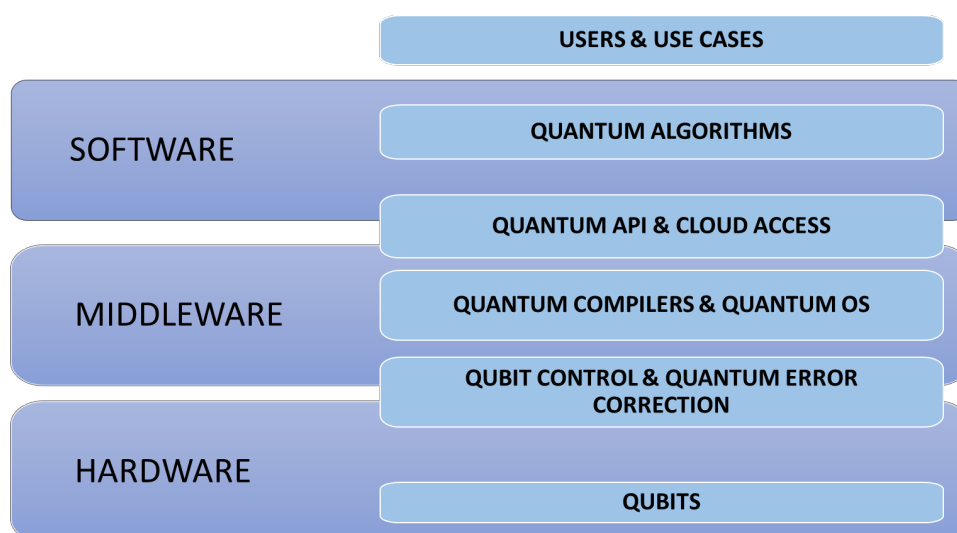 USERS & USE CASES
SOFTWARE
QUANTUM ALGORITHMS
QUANTUM API & CLOUD ACCESS
MIDDLEWARE
QUANTUM COMPILERS & QUANTUM OS
QUBIT CONTROL & QUANTUM ERROR
CORRECTION
HARDWARE
QUBITS